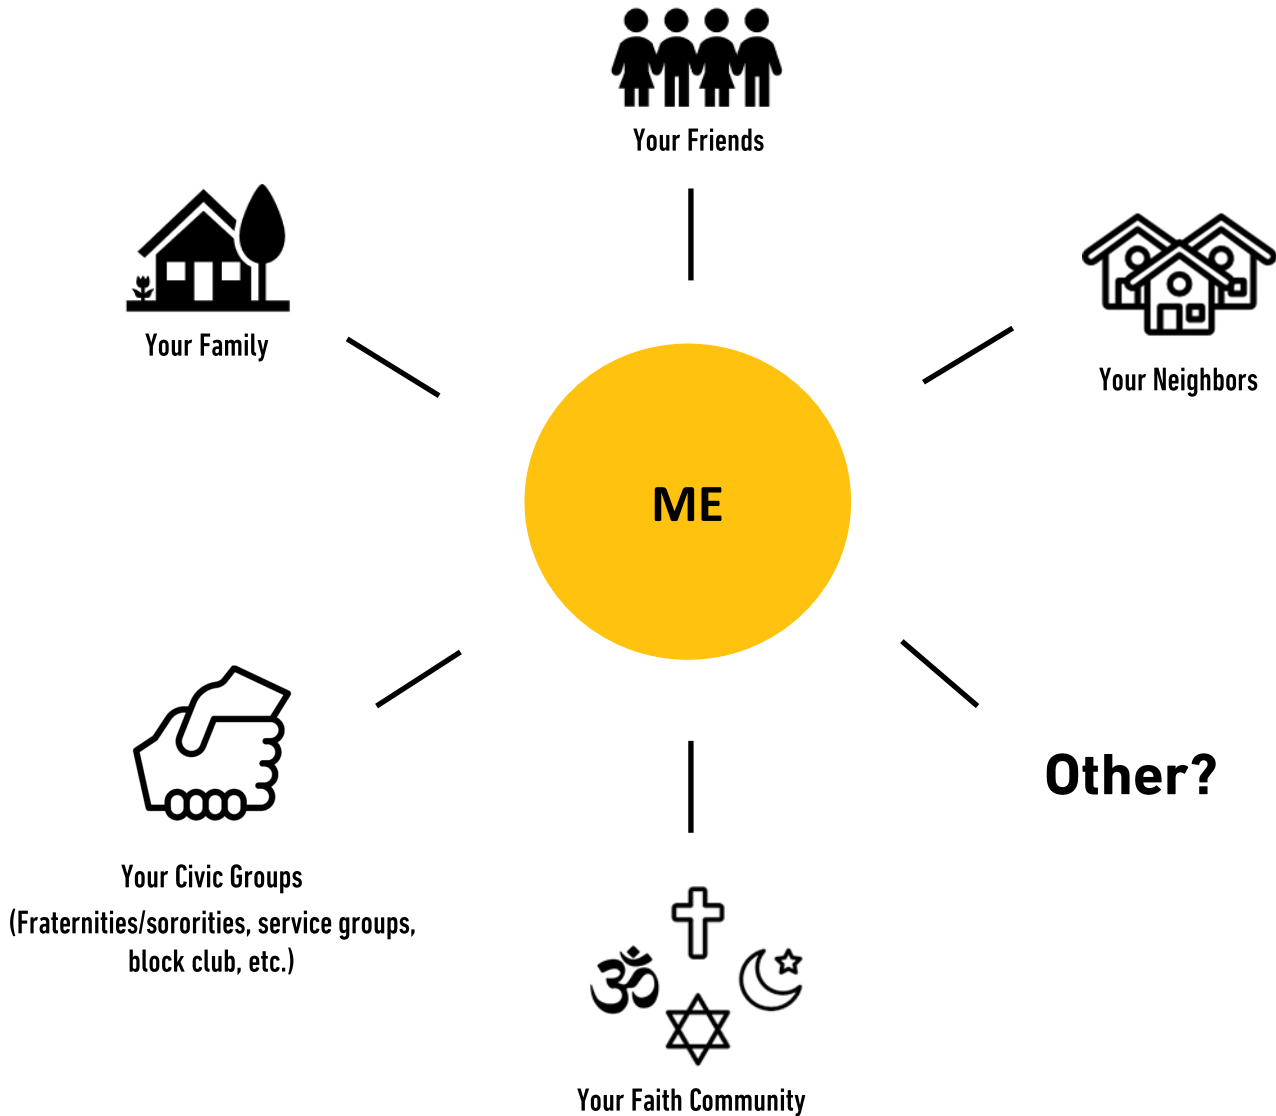 Your Friends
Your Family
Your Neighbors
ME
Other?
Your Civic Groups
(Fraternities/sororities, service groups,
block club, etc.)
Your Faith Community